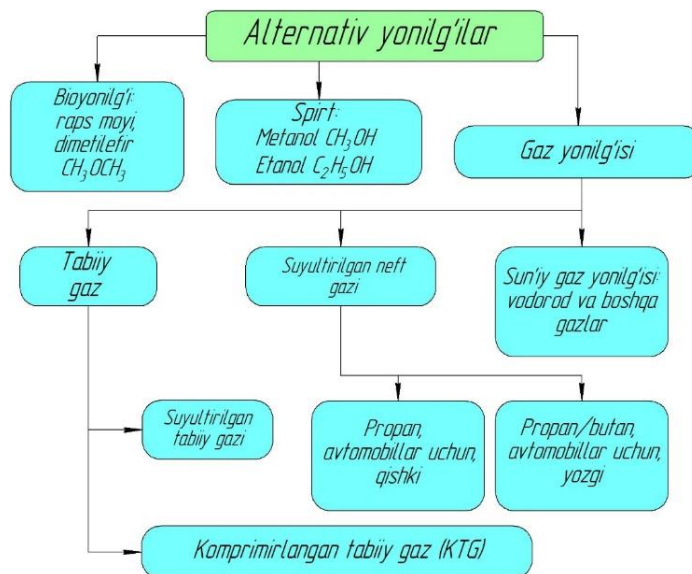 Alternativ yonilg'ilar
Bioyonilg'i:
raps moyi,
dimetilefir
CH₃OCH₃
Spirt:
Metanol CH₃OH
Etanol C₂H₅OH
Gaz yonilg'isi
Tabiiy
gaz
Suyultirilgan neft
gazi
Sun'iy gaz yonilg'isi:
vodorod va boshqa
gazlar
Suyultirilgan
tabiiy gazi
Propan,
avtomobillar uchun,
qishki
Propan/butan,
avtomobillar uchun,
yozgi
Komprimirlangan tabiiy gaz (KTG)